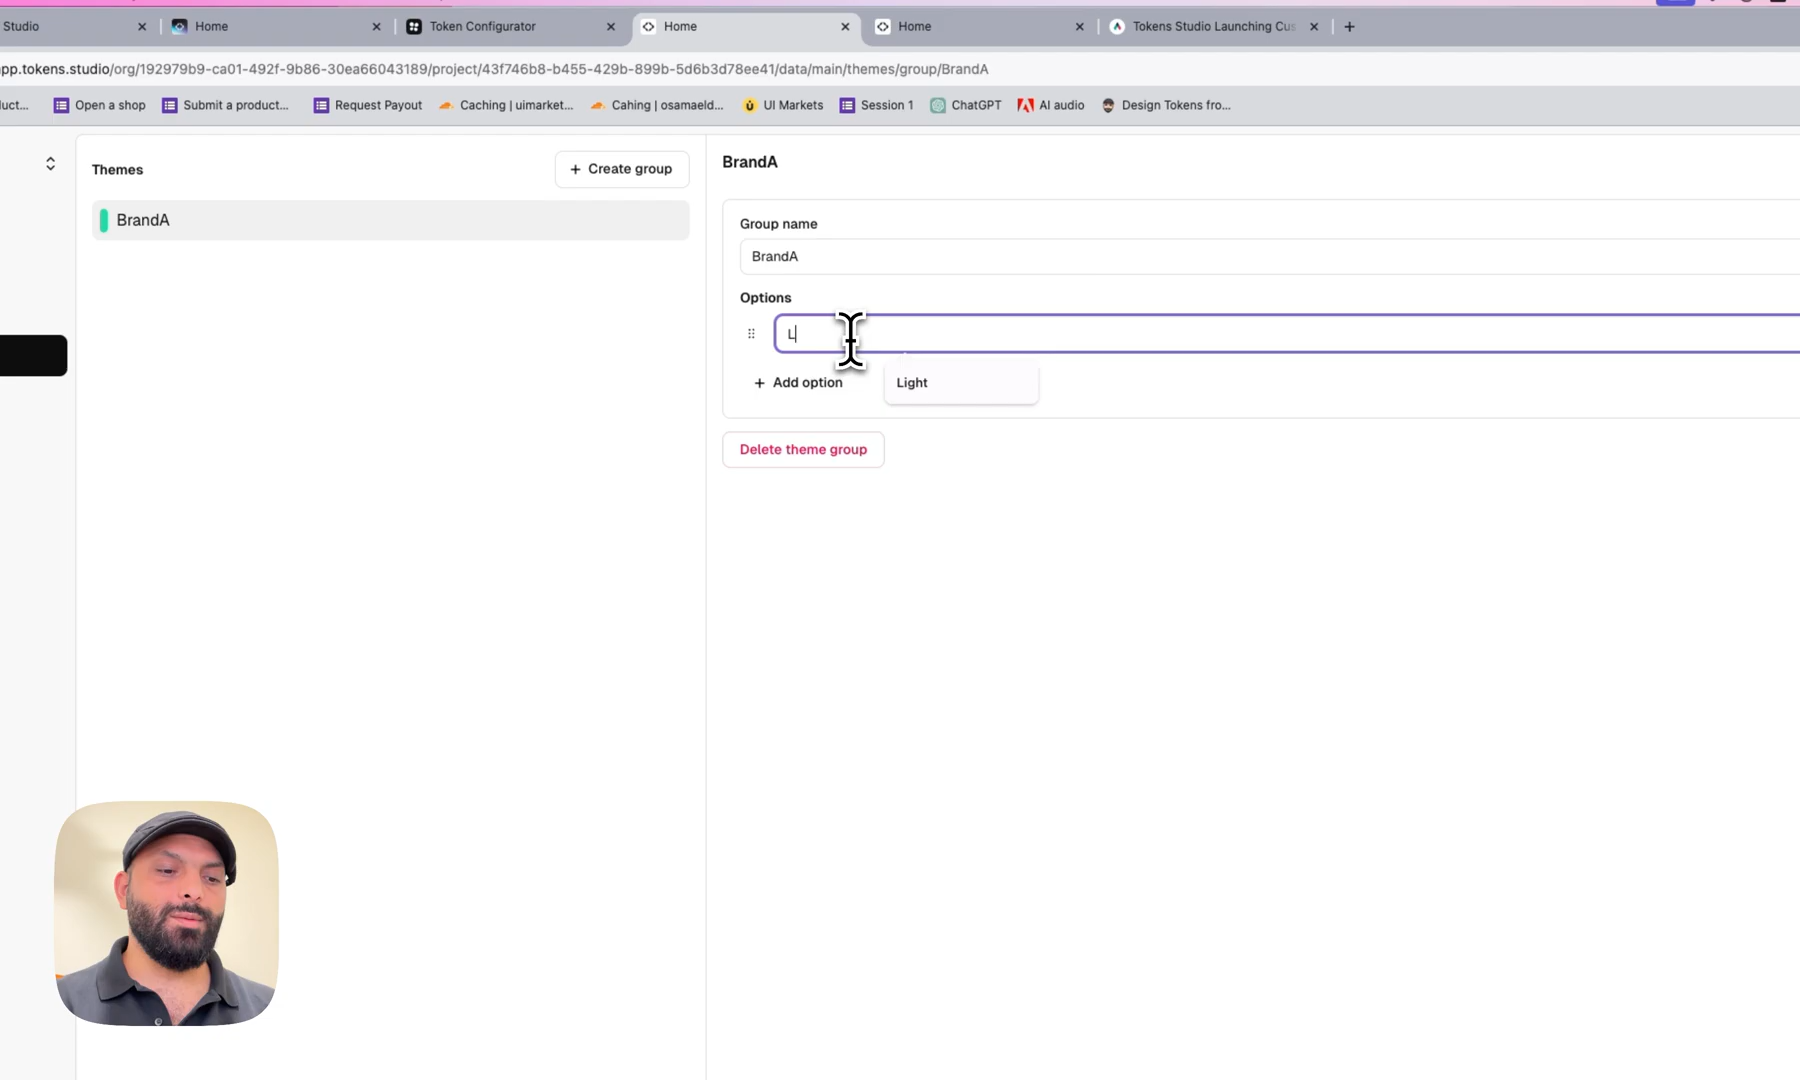 Studio
Home
Token Configurator
Home
Home
Tokens Studio Launching Cus
pp.tokens.studio/org/192979b9-ca01-492f-9b86-30ea66043189/project/43f746b8-b455-429b-899b-5d6b3d78ee41/data/main/themes/group/BrandA
uct...
Open a shop
Submit a product...
Request Payout
Caching | uimarket...
Cahing | osamaeld...
UI Markets
Session 1
ChatGPT
AI audio
Design Tokens fro...
Themes
+ Create group
BrandA
BrandA
Group name
BrandA
Options
L
+ Add option
Light
Delete theme group